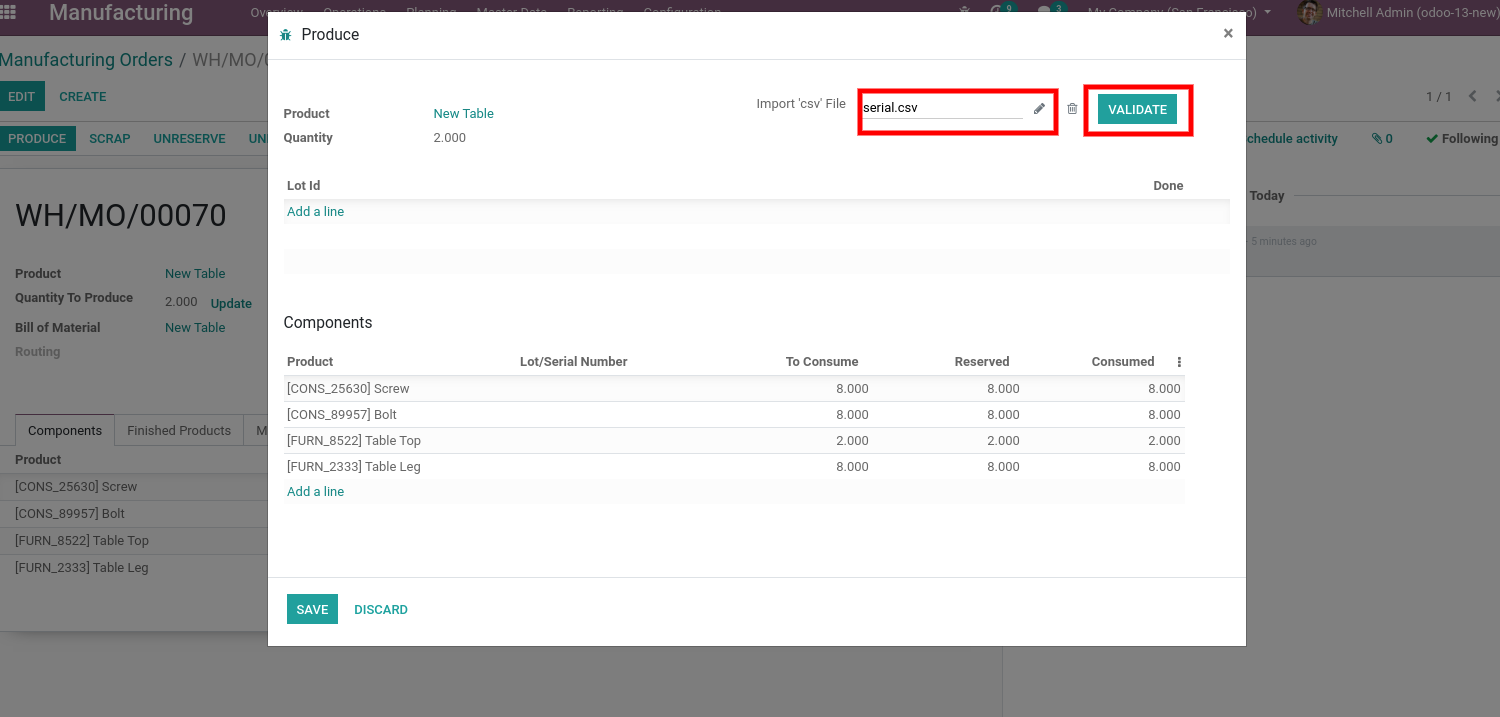 Manufacturing Overview Operations Planning Master Data Reporting Configuration 9 3 My Company (San Francisco) Mitchell Admin (odoo-13-new)
Produce ×
Manufacturing Orders / WH/MO/
EDIT CREATE
1 / 1
Product New Table
Import 'csv' File serial.csv VALIDATE
Quantity 2.000
PRODUCE SCRAP UNRESERVE
chedule activity 0 Following
Lot Id Done
Add a line
Today
5 minutes ago
WH/MO/00070
Product New Table
Quantity To Produce 2.000 Update
Bill of Material New Table
Routing
Components
Product Lot/Serial Number To Consume Reserved Consumed
[CONS_25630] Screw 8.000 8.000 8.000
[CONS_89957] Bolt 8.000 8.000 8.000
[FURN_8522] Table Top 2.000 2.000 2.000
[FURN_2333] Table Leg 8.000 8.000 8.000
Add a line
Components Finished Products M
Product
[CONS_25630] Screw
[CONS_89957] Bolt
[FURN_8522] Table Top
[FURN_2333] Table Leg
SAVE DISCARD